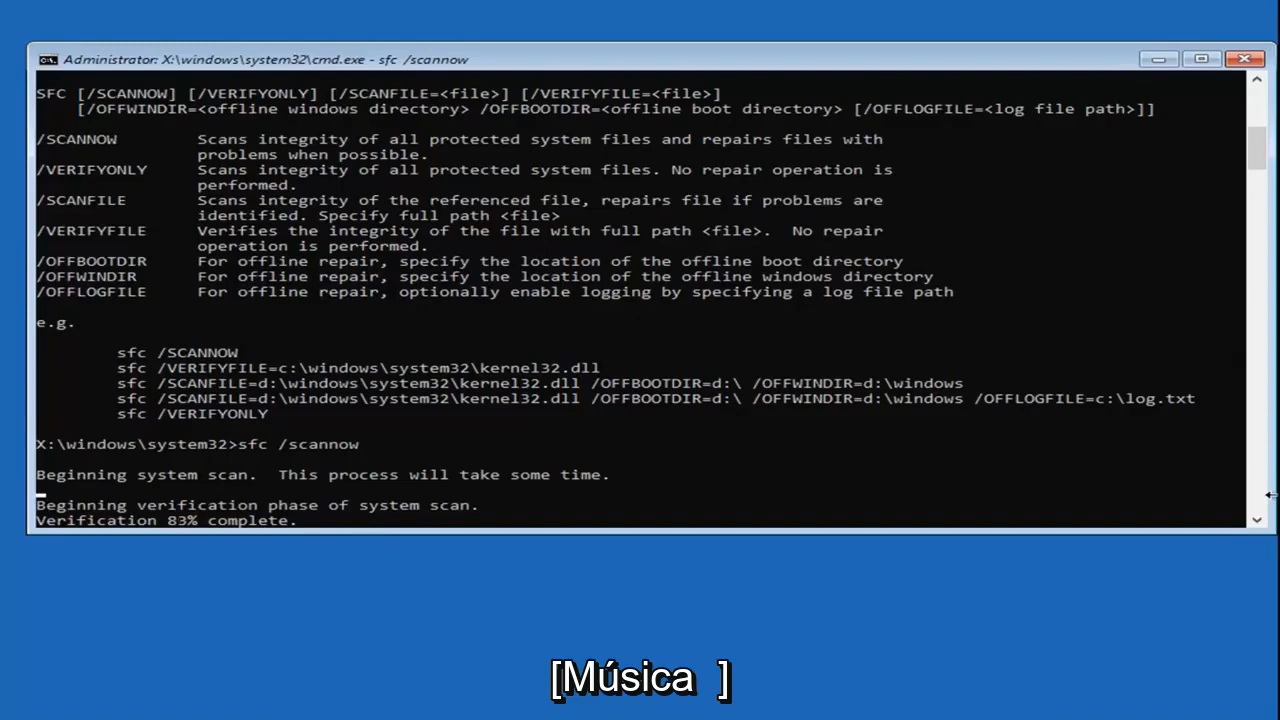 Administrator: X:\windows\system32\cmd.exe - sfc /scannow
SFC [/SCANNOW] [/VERIFYONLY] [/SCANFILE=<file>] [/VERIFYFILE=<file>]
[/OFFWINDIR=<offline windows directory> /OFFBOOTDIR=<offline boot directory> [/OFFLOGFILE=<log file path>]]
/SCANNOW Scans integrity of all protected system files and repairs files with
problems when possible.
/VERIFYONLY Scans integrity of all protected system files. No repair operation is
performed.
/SCANFILE Scans integrity of the referenced file, repairs file if problems are
identified. Specify full path <file>
/VERIFYFILE Verifies the integrity of the file with full path <file>. No repair
operation is performed.
/OFFBOOTDIR For offline repair, specify the location of the offline boot directory
/OFFWINDIR For offline repair, specify the location of the offline windows directory
/OFFLOGFILE For offline repair, optionally enable logging by specifying a log file path
e.g.
sfc /SCANNOW
sfc /VERIFYFILE=c:\windows\system32\kernel32.dll
sfc /SCANFILE=d:\windows\system32\kernel32.dll /OFFBOOTDIR=d:\ /OFFWINDIR=d:\windows
sfc /SCANFILE=d:\windows\system32\kernel32.dll /OFFBOOTDIR=d:\ /OFFWINDIR=d:\windows /OFFLOGFILE=c:\log.txt
sfc /VERIFYONLY
X:\windows\system32>sfc /scannow
Beginning system scan. This process will take some time.
Beginning verification phase of system scan.
Verification 83% complete.
[Música ]